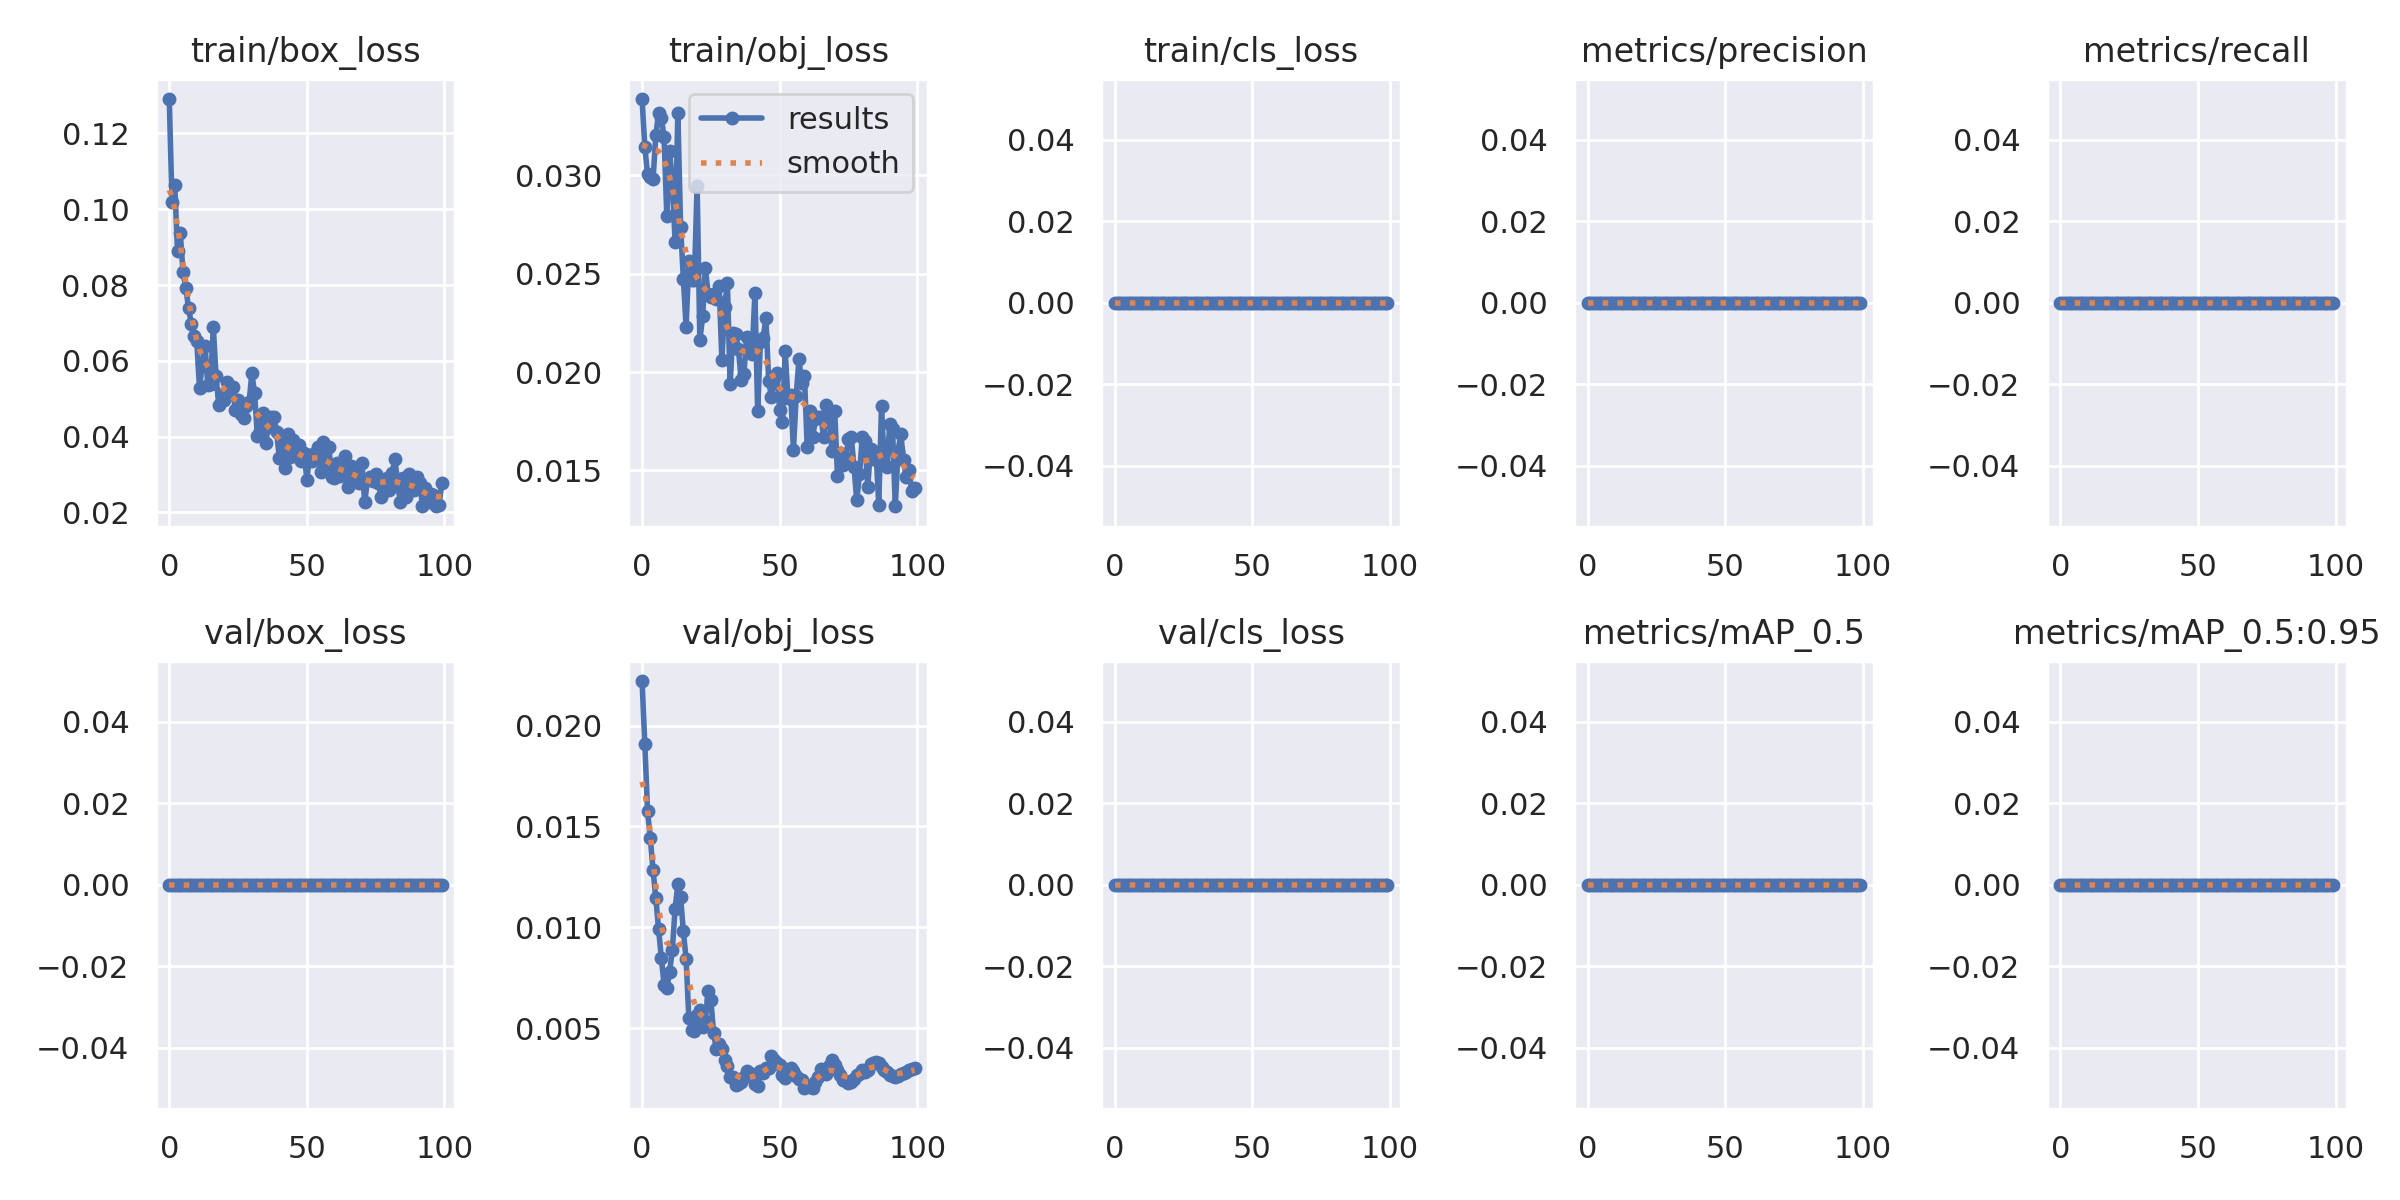 train/box_loss
0.12
0.10
0.08
0.06
0.04
0.02
0 50 100
train/obj_loss
results
smooth
0.030
0.025
0.020
0.015
0 50 100
train/cls_loss
0.04
0.02
0.00
−0.02
−0.04
0 50 100
metrics/precision
0.04
0.02
0.00
−0.02
−0.04
0 50 100
metrics/recall
0.04
0.02
0.00
−0.02
−0.04
0 50 100
val/box_loss
0.04
0.02
0.00
−0.02
−0.04
0 50 100
val/obj_loss
0.020
0.015
0.010
0.005
0 50 100
val/cls_loss
0.04
0.02
0.00
−0.02
−0.04
0 50 100
metrics/mAP_0.5
0.04
0.02
0.00
−0.02
−0.04
0 50 100
metrics/mAP_0.5:0.95
0.04
0.02
0.00
−0.02
−0.04
0 50 100